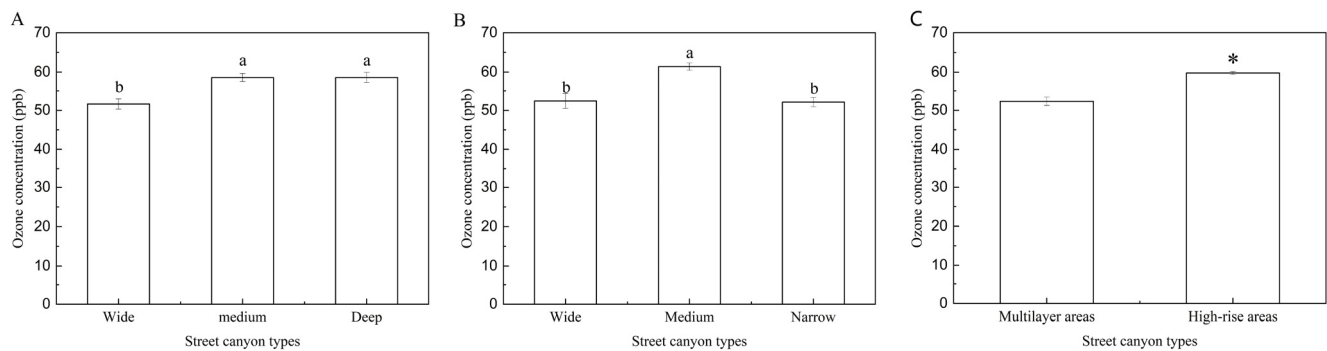 A
Ozone concentration (ppb)
70
60
50
40
30
20
10
0
b
a
a
Wide
medium
Deep
Street canyon types
B
Ozone concentration (ppb)
70
60
50
40
30
20
10
0
b
a
b
Wide
Medium
Narrow
Street canyon types
C
Ozone concentration (ppb)
70
60
50
40
30
20
10
0
*
Multilayer areas
High-rise areas
Street canyon types